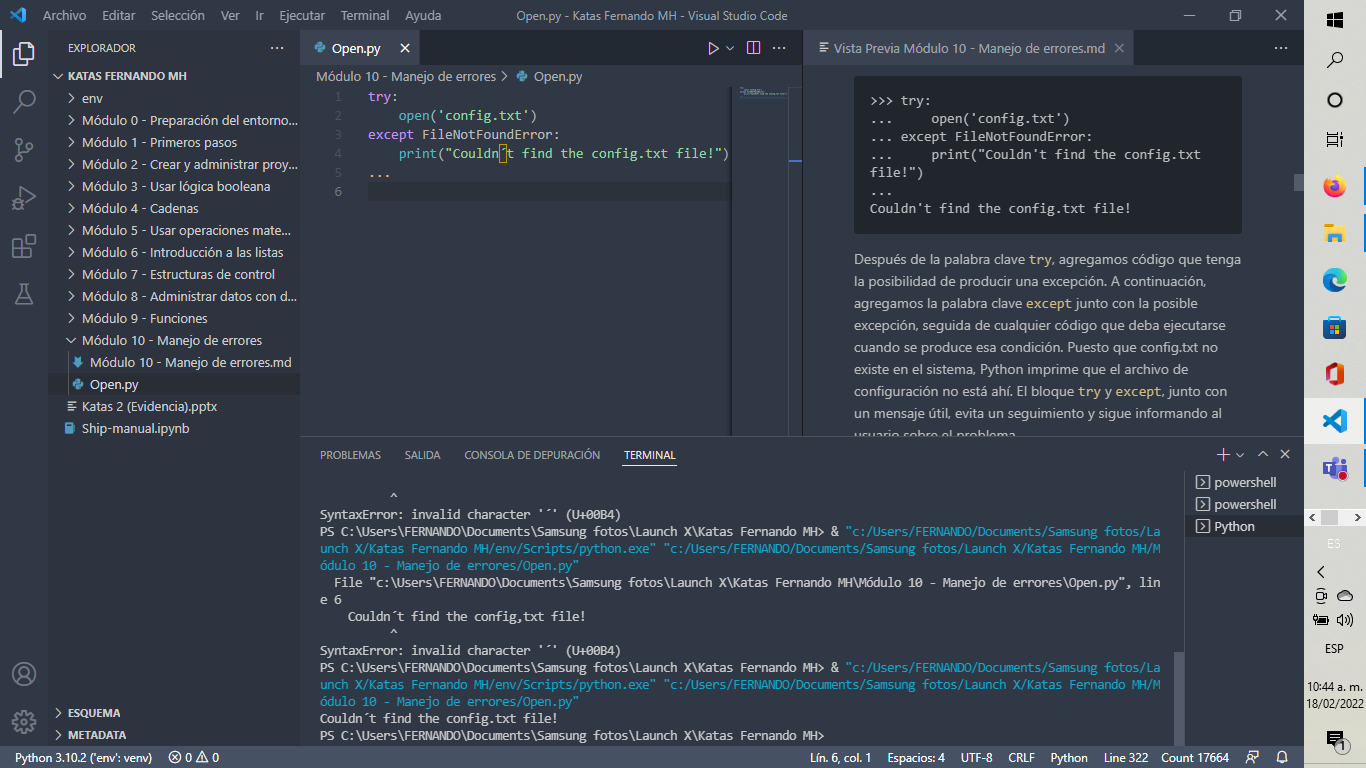 Archivo Editar Selección Ver Ir Ejecutar Terminal Ayuda Open.py - Katas Fernando MH - Visual Studio Code
EXPLORADOR
KATAS FERNANDO MH
env
Módulo 0 - Preparación del entorno...
Módulo 1 - Primeros pasos
Módulo 2 - Crear y administrar proy...
Módulo 3 - Usar lógica booleana
Módulo 4 - Cadenas
Módulo 5 - Usar operaciones mate...
Módulo 6 - Introducción a las listas
Módulo 7 - Estructuras de control
Módulo 8 - Administrar datos con d...
Módulo 9 - Funciones
Módulo 10 - Manejo de errores
Módulo 10 - Manejo de errores.md
Open.py
Katas 2 (Evidencia).pptx
Ship-manual.ipynb
ESQUEMA
METADATA
Open.py
Módulo 10 - Manejo de errores > Open.py
1 try:
2     open('config.txt')
3 except FileNotFoundError:
4     print("Couldn´t find the config.txt file!")
5 ...
6
Vista Previa Módulo 10 - Manejo de errores.md
>>> try:
...     open('config.txt')
... except FileNotFoundError:
...     print("Couldn't find the config.txt
file!")
...
Couldn't find the config.txt file!
Después de la palabra clave try, agregamos código que tenga
la posibilidad de producir una excepción. A continuación,
agregamos la palabra clave except junto con la posible
excepción, seguida de cualquier código que deba ejecutarse
cuando se produce esa condición. Puesto que config.txt no
existe en el sistema, Python imprime que el archivo de
configuración no está ahí. El bloque try y except, junto con
un mensaje útil, evita un seguimiento y sigue informando al
usuario sobre el problema.
PROBLEMAS SALIDA CONSOLA DE DEPURACIÓN TERMINAL
^
SyntaxError: invalid character '´' (U+00B4)
PS C:\Users\FERNANDO\Documents\Samsung fotos\Launch X\Katas Fernando MH> & "c:/Users/FERNANDO/Documents/Samsung fotos/La
unch X/Katas Fernando MH/env/Scripts/python.exe" "c:/Users/FERNANDO/Documents/Samsung fotos/Launch X/Katas Fernando MH/M
ódulo 10 - Manejo de errores/Open.py"
  File "c:\Users\FERNANDO\Documents\Samsung fotos\Launch X\Katas Fernando MH\Módulo 10 - Manejo de errores\Open.py", lin
e 6
    Couldn´t find the config,txt file!
^
SyntaxError: invalid character '´' (U+00B4)
PS C:\Users\FERNANDO\Documents\Samsung fotos\Launch X\Katas Fernando MH> & "c:/Users/FERNANDO/Documents/Samsung fotos/La
unch X/Katas Fernando MH/env/Scripts/python.exe" "c:/Users/FERNANDO/Documents/Samsung fotos/Launch X/Katas Fernando MH/M
ódulo 10 - Manejo de errores/Open.py"
Couldn´t find the config.txt file!
PS C:\Users\FERNANDO\Documents\Samsung fotos\Launch X\Katas Fernando MH>
powershell
powershell
Python
Python 3.10.2 ('env': venv) 0 0 Lín. 6, col. 1 Espacios: 4 UTF-8 CRLF Python Line 322 Count 17664
ES
ESP
10:44 a. m.
18/02/2022
1